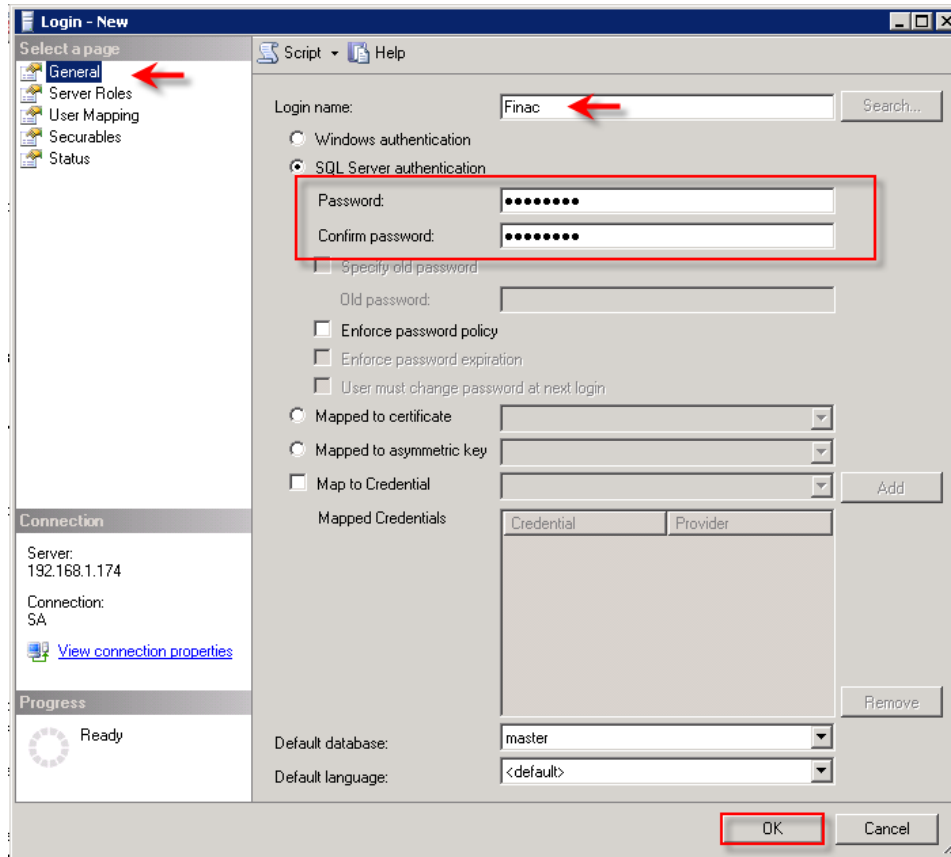 Login - New
Select a page
General
Server Roles
User Mapping
Securables
Status
Script Help
Login name: Finac Search...
Windows authentication
SQL Server authentication
Password: ●●●●●●●●
Confirm password: ●●●●●●●●
Specify old password
Old password:
Enforce password policy
Enforce password expiration
User must change password at next login
Mapped to certificate
Mapped to asymmetric key
Map to Credential Add
Mapped Credentials Credential Provider
Remove
Default database: master
Default language: <default>
Connection
Server:
192.168.1.174
Connection:
SA
View connection properties
Progress
Ready
OK Cancel